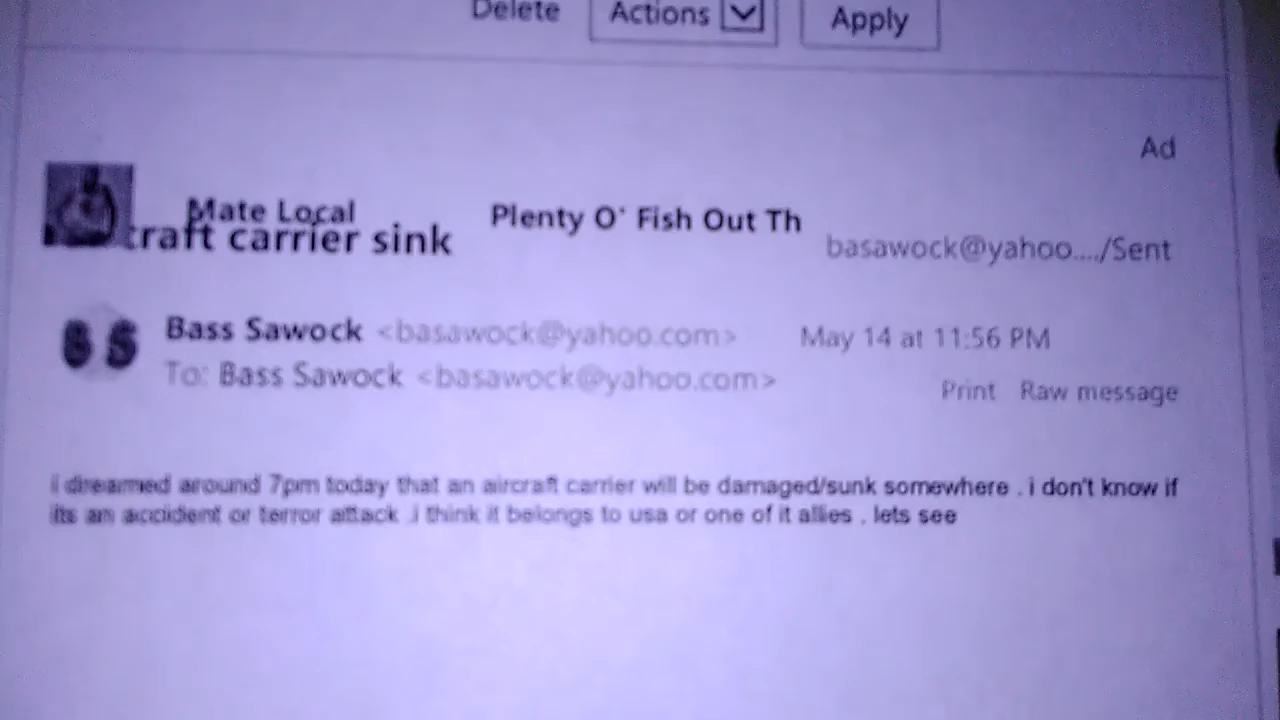 Delete Actions Apply
Ad
Mate Local Plenty O' Fish Out Th
craft carrier sink basawock@yahoo..../Sent
BS Bass Sawock <basawock@yahoo.com> May 14 at 11:56 PM
To: Bass Sawock <basawock@yahoo.com>
Print Raw message
i dreamed around 7pm today that an aircraft carrier will be damaged/sunk somewhere . i don't know if
its an accident or terror attack .i think it belongs to usa or one of it allies . lets see